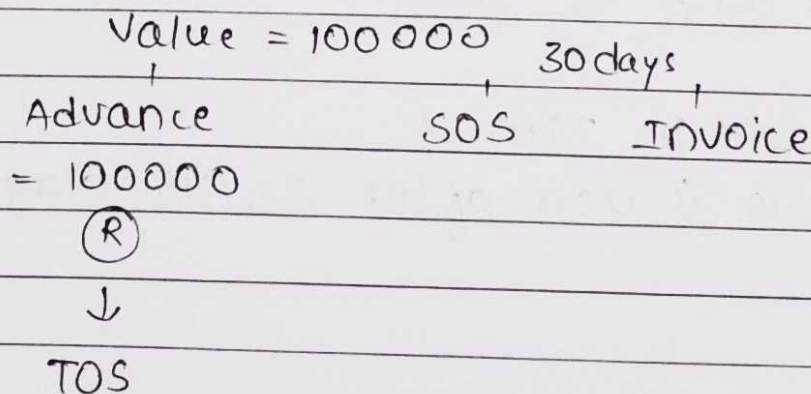 Value = 100000 30 days
Advance SOS Invoice
= 100000
R
↓
TOS